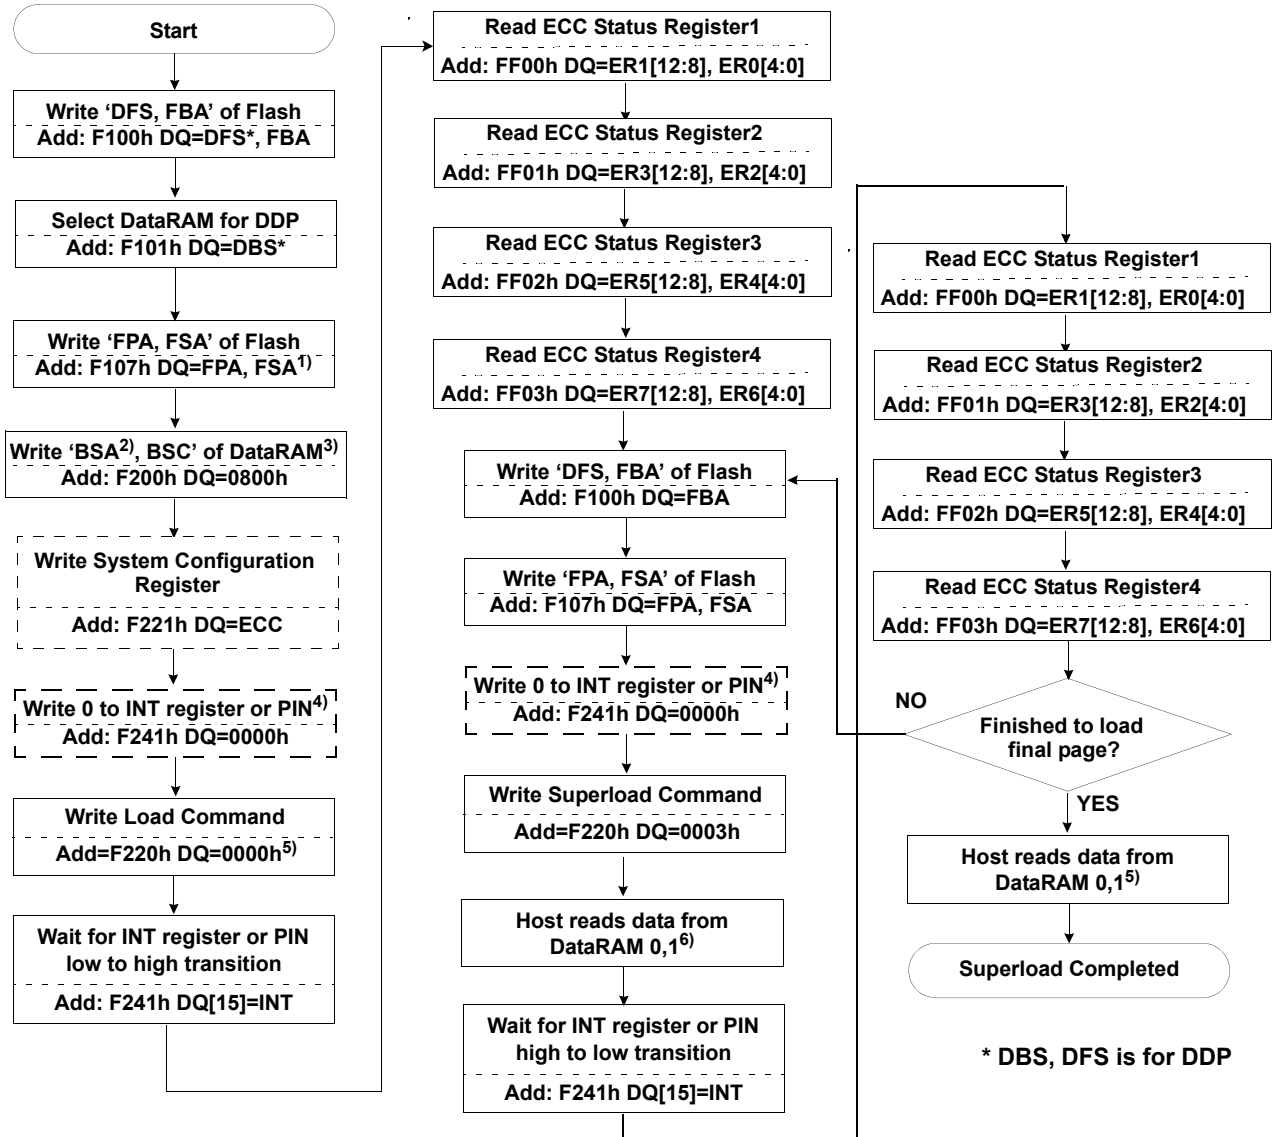 Start
Write ‘DFS, FBA’ of Flash
Add: F100h DQ=DFS*, FBA
Select DataRAM for DDP
Add: F101h DQ=DBS*
Write ‘FPA, FSA’ of Flash
Add: F107h DQ=FPA, FSA1)
Write ‘BSA2), BSC’ of DataRAM3)
Add: F200h DQ=0800h
Write System Configuration
Register
Add: F221h DQ=ECC
Write 0 to INT register or PIN4)
Add: F241h DQ=0000h
Write Load Command
Add=F220h DQ=0000h5)
Wait for INT register or PIN
low to high transition
Add: F241h DQ[15]=INT
Read ECC Status Register1
Add: FF00h DQ=ER1[12:8], ER0[4:0]
Read ECC Status Register2
Add: FF01h DQ=ER3[12:8], ER2[4:0]
Read ECC Status Register3
Add: FF02h DQ=ER5[12:8], ER4[4:0]
Read ECC Status Register4
Add: FF03h DQ=ER7[12:8], ER6[4:0]
Write ‘DFS, FBA’ of Flash
Add: F100h DQ=FBA
Write ‘FPA, FSA’ of Flash
Add: F107h DQ=FPA, FSA
Write 0 to INT register or PIN4)
Add: F241h DQ=0000h
Write Superload Command
Add=F220h DQ=0003h
Host reads data from
DataRAM 0,16)
Wait for INT register or PIN
high to low transition
Add: F241h DQ[15]=INT
Read ECC Status Register1
Add: FF00h DQ=ER1[12:8], ER0[4:0]
Read ECC Status Register2
Add: FF01h DQ=ER3[12:8], ER2[4:0]
Read ECC Status Register3
Add: FF02h DQ=ER5[12:8], ER4[4:0]
Read ECC Status Register4
Add: FF03h DQ=ER7[12:8], ER6[4:0]
NO
Finished to load
final page?
YES
Host reads data from
DataRAM 0,15)
Superload Completed
* DBS, DFS is for DDP